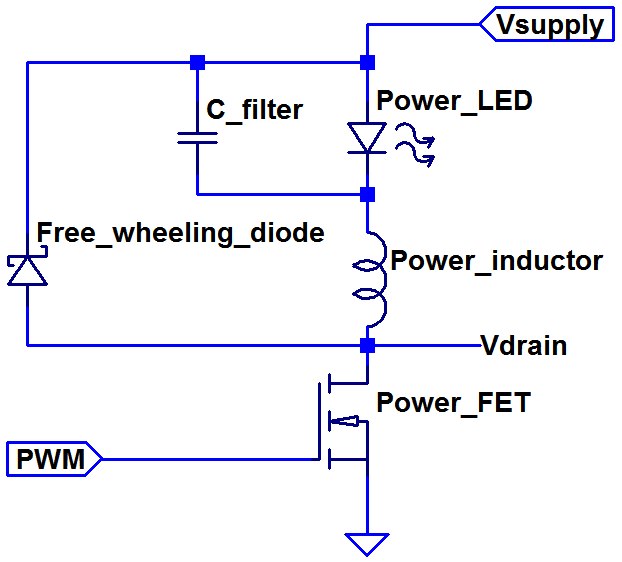 Vsupply
C_filter
Power_LED
Free_wheeling_diode
Power_inductor
Vdrain
Power_FET
PWM